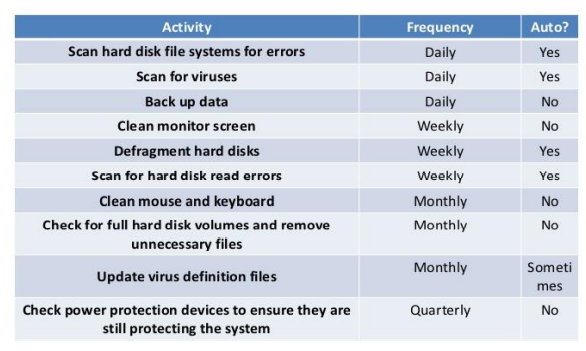 Activity Frequency Auto?
Scan hard disk file systems for errors Daily Yes
Scan for viruses Daily Yes
Back up data Daily No
Clean monitor screen Weekly No
Defragment hard disks Weekly Yes
Scan for hard disk read errors Weekly Yes
Clean mouse and keyboard Monthly No
Check for full hard disk volumes and remove Monthly No
unnecessary files
Update virus definition files Monthly Someti
mes
Check power protection devices to ensure they are Quarterly No
still protecting the system